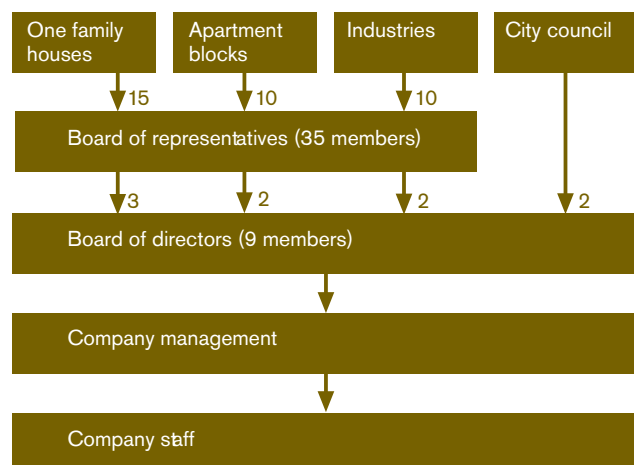 One family
houses
Apartment
blocks
Industries
City council
15
10
10
Board of representatives (35 members)
3
2
2
2
Board of directors (9 members)
Company management
Company staff